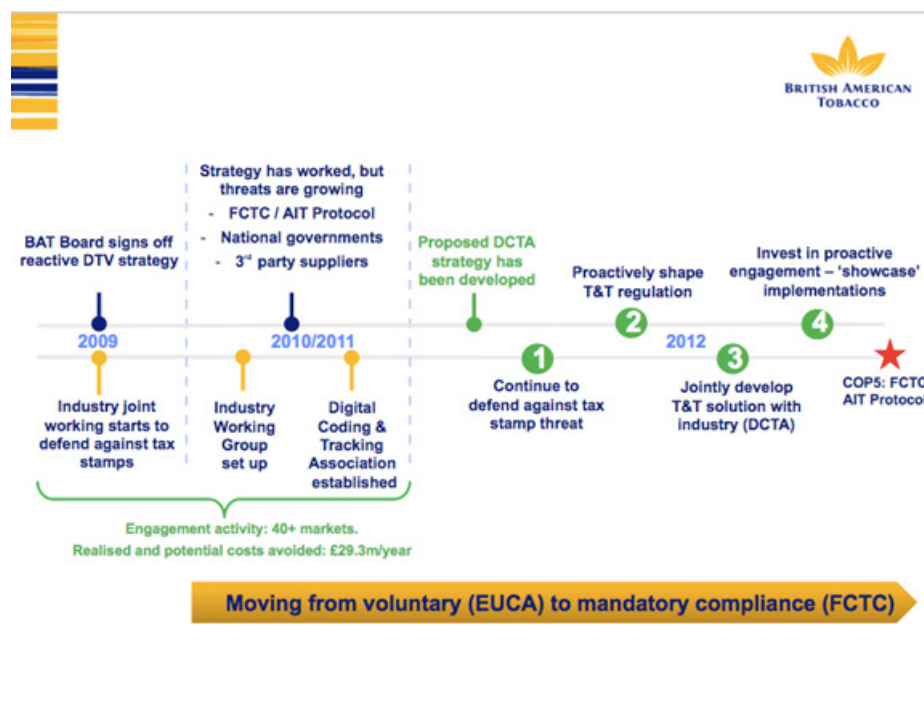 BRITISH AMERICAN
TOBACCO
BAT Board signs off
reactive DTV strategy
Strategy has worked, but
threats are growing
- FCTC / AIT Protocol
- National governments
- 3rd party suppliers
Proposed DCTA
strategy has
been developed
Proactively shape
T&T regulation
Invest in proactive
engagement – 'showcase'
implementations
2
4
2009
2010/2011
2012
1
3
Industry joint
working starts to
defend against tax
stamps
Industry
Working
Group
set up
Digital
Coding &
Tracking
Association
established
Continue to
defend against tax
stamp threat
Jointly develop
T&T solution with
industry (DCTA)
COP5: FCTC
AIT Protocol
Engagement activity: 40+ markets.
Realised and potential costs avoided: £29.3m/year
Moving from voluntary (EUCA) to mandatory compliance (FCTC)